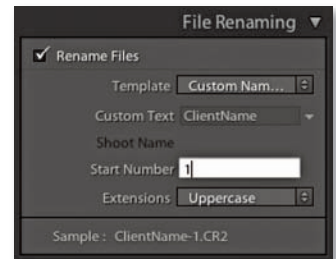 File Renaming
Rename Files
Template Custom Nam...
Custom Text ClientName
Shoot Name
Start Number 1
Extensions Uppercase
Sample : ClientName-1.CR2